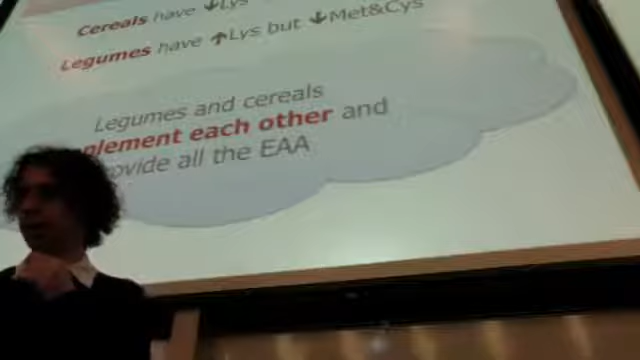 Cereals have ↓Lys
Legumes have ↑Lys but ↓Met&Cys
Legumes and cereals
plement each other and
ovide all the EAA